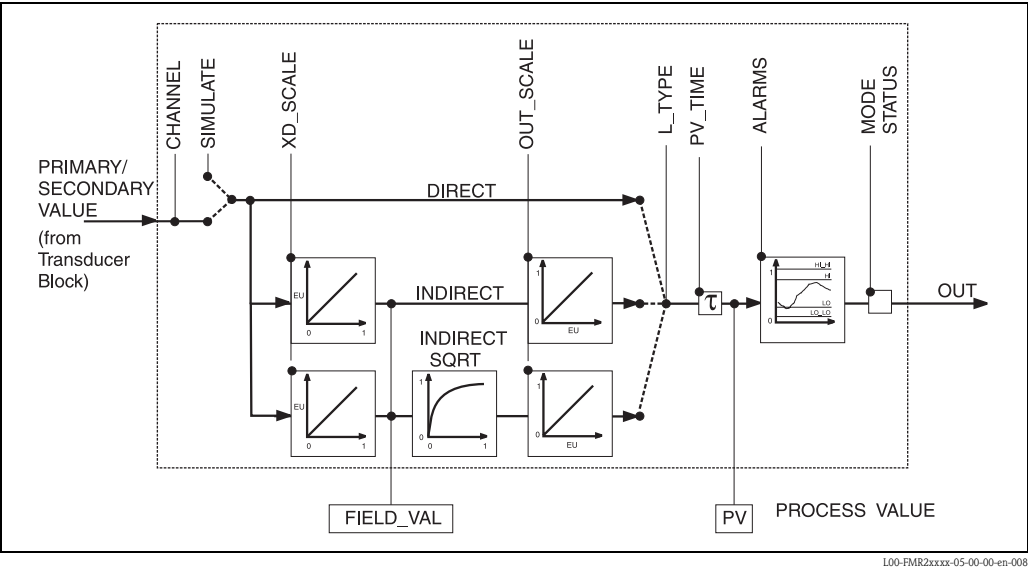 CHANNEL
SIMULATE
XD_SCALE
OUT_SCALE
L_TYPE
PV_TIME
ALARMS
MODE
STATUS
PRIMARY/
SECONDARY
VALUE
(from
Transducer
Block)
DIRECT
EU
0
1
INDIRECT
1
0
EU
τ
1
0
HI_HI
HI
LO
LO_LO
OUT
EU
0
1
INDIRECT
SQRT
1
0
0
1
1
0
EU
FIELD_VAL
PV
PROCESS VALUE
L00-FMR2xxxx-05-00-00-en-008